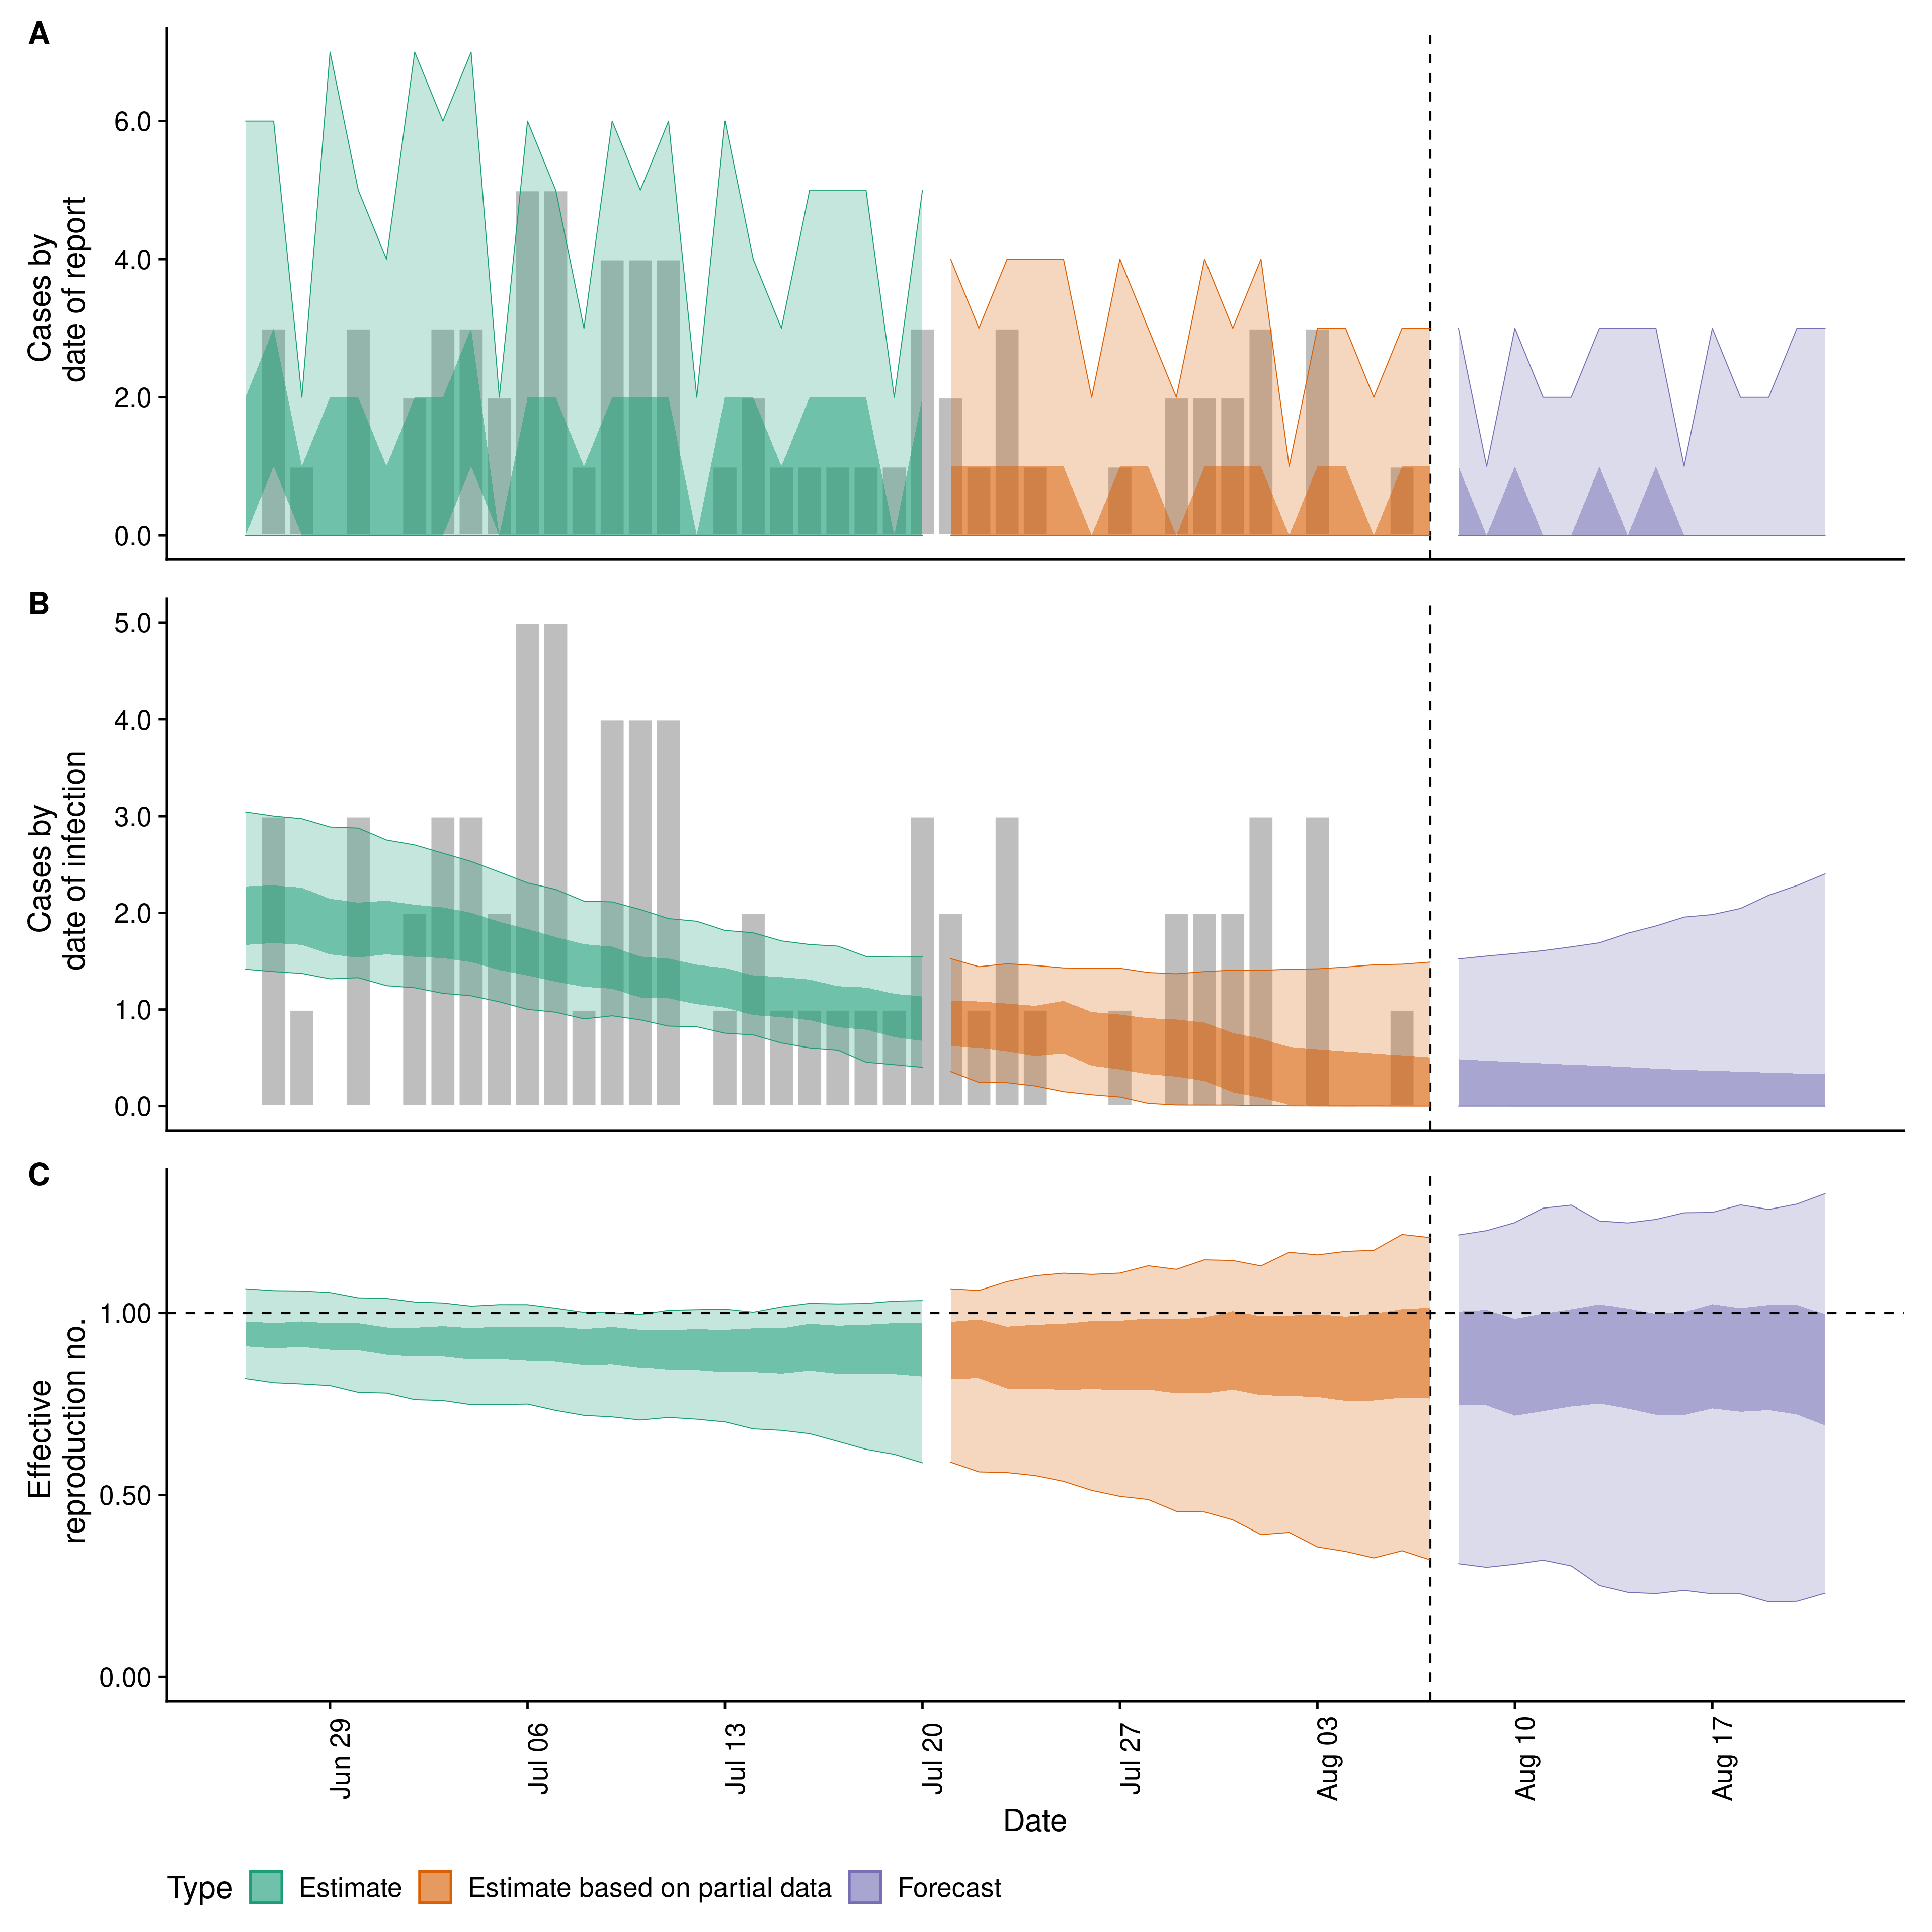 A
Cases by
date of report
6.0
4.0
2.0
0.0
B
Cases by
date of infection
5.0
4.0
3.0
2.0
1.0
0.0
C
Effective
reproduction no.
1.00
0.50
0.00
Jun 29
Jul 06
Jul 13
Jul 20
Jul 27
Aug 03
Aug 10
Aug 17
Date
Type Estimate Estimate based on partial data Forecast